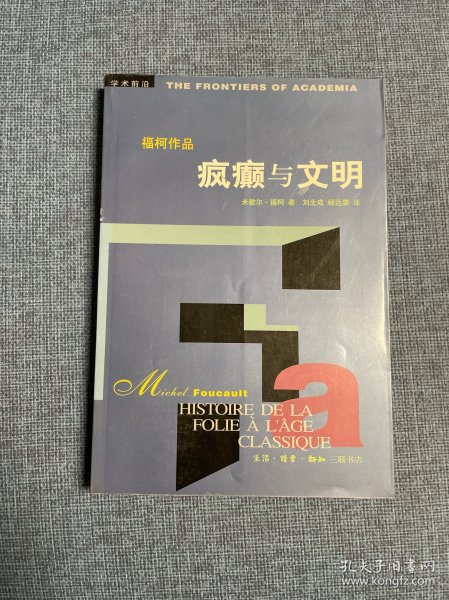 学术前沿 THE FRONTIERS OF ACADEMIA
福柯作品
疯癫与文明
米歇尔·福柯 著 刘北成 杨远婴 译
a
Michel Foucault
HISTOIRE DE LA
FOLIE À L'ÂGE
CLASSIQUE
生活·读书·新知 三联书店
孔夫子旧书网
www.kongfz.com